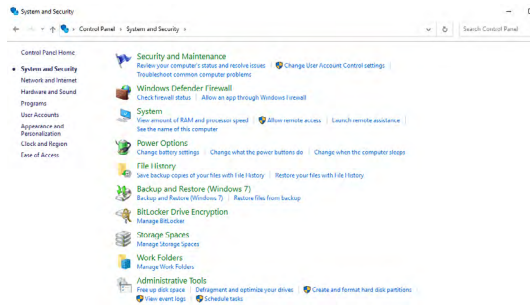 System and Security
Control Panel > System and Security >
Search Control Panel
Control Panel Home
System and Security
Network and Internet
Hardware and Sound
Programs
User Accounts
Appearance and
Personalization
Clock and Region
Ease of Access
Security and Maintenance
Review your computer's status and resolve issues | Change User Account Control settings |
Troubleshoot common computer problems
Windows Defender Firewall
Check firewall status | Allow an app through Windows Firewall
System
View amount of RAM and processor speed | Allow remote access | Launch remote assistance |
See the name of this computer
Power Options
Change battery settings | Change what the power buttons do | Change when the computer sleeps
File History
Save backup copies of your files with File History | Restore your files with File History
Backup and Restore (Windows 7)
Backup and Restore (Windows 7) | Restore files from backup
BitLocker Drive Encryption
Manage BitLocker
Storage Spaces
Manage Storage Spaces
Work Folders
Manage Work Folders
Administrative Tools
Free up disk space | Defragment and optimize your drives | Create and format hard disk partitions |
View event logs | Schedule tasks